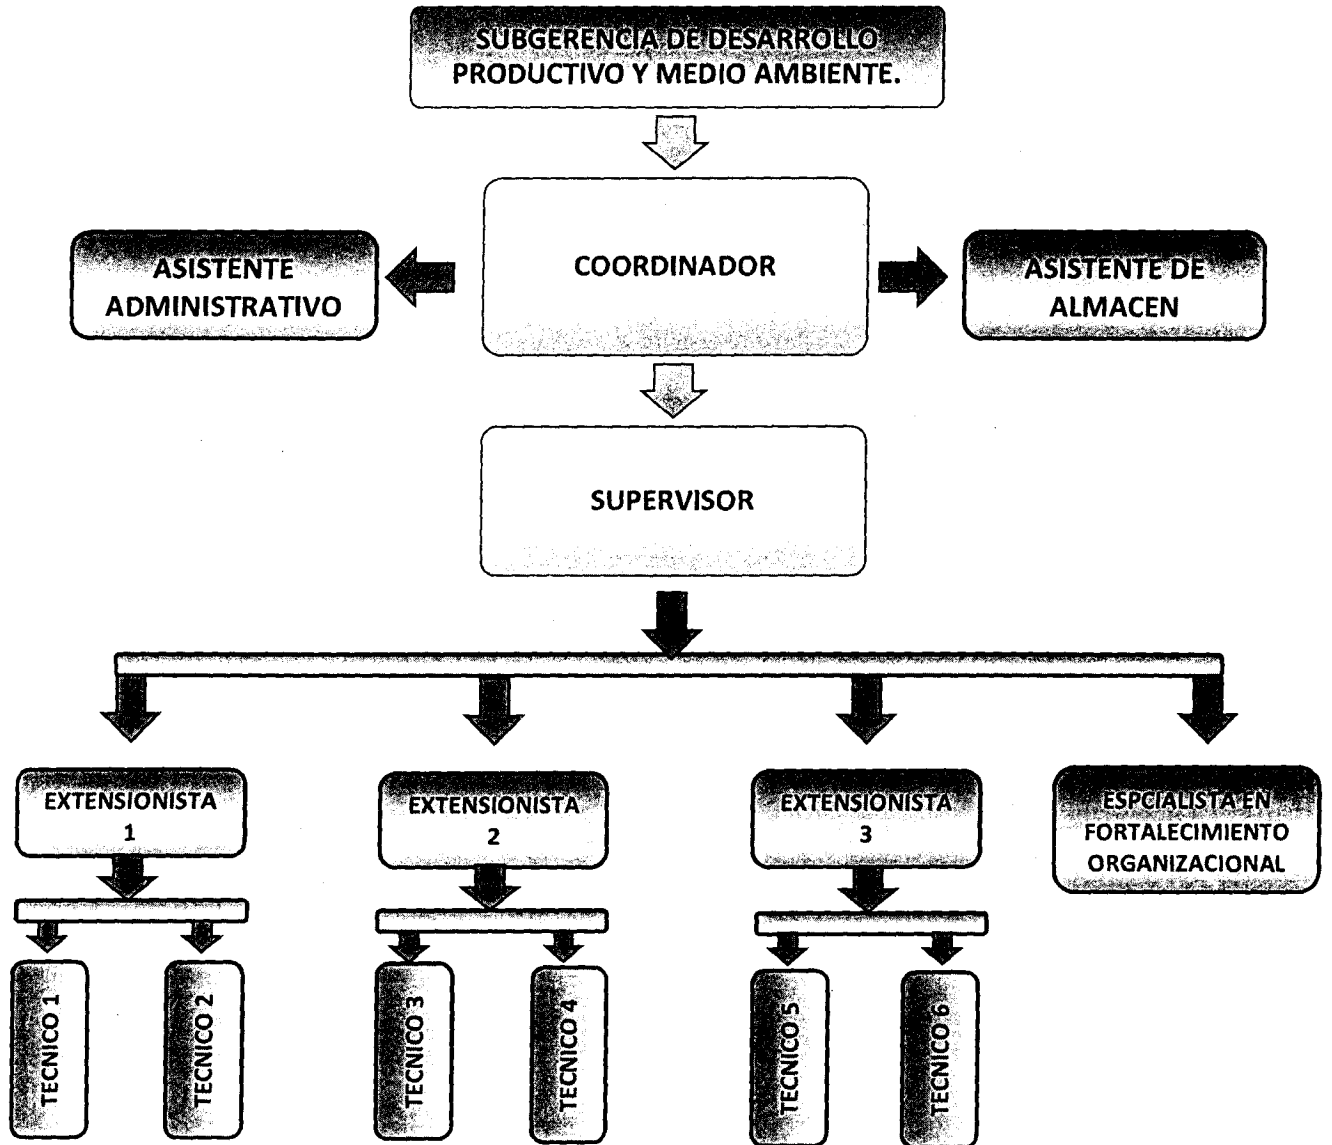 SUBGERENCIA DE DESARROLLO
PRODUCTIVO Y MEDIO AMBIENTE.
ASISTENTE
ADMINISTRATIVO
COORDINADOR
ASISTENTE DE
ALMACEN
SUPERVISOR
EXTENSIONISTA
1
EXTENSIONISTA
2
EXTENSIONISTA
3
ESPCIALISTA EN
FORTALECIMIENTO
ORGANIZACIONAL
TECNICO 1
TECNICO 2
TECNICO 3
TECNICO 4
TECNICO 5
TECNICO 6